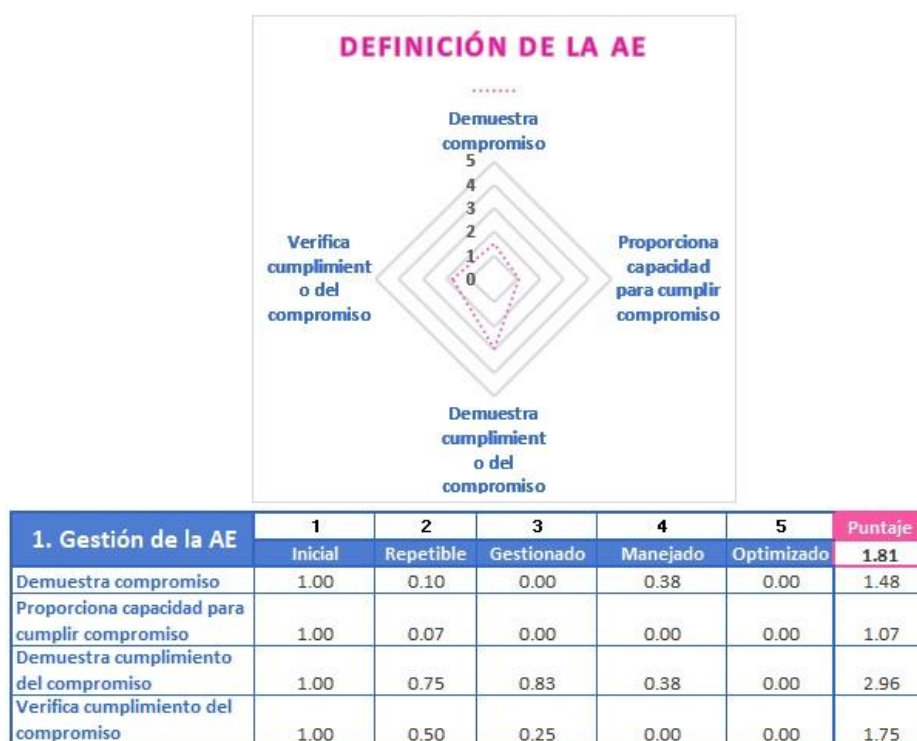 DEFINICIÓN DE LA AE
Demuestra
compromiso
5
4
3
2
1
0
Verifica
cumplimient
o del
compromiso
Proporciona
capacidad
para cumplir
compromiso
Demuestra
cumplimient
o del
compromiso
1. Gestión de la AE 1 2 3 4 5 Puntaje
Inicial Repetible Gestionado Manejado Optimizado 1.81
Demuestra compromiso 1.00 0.10 0.00 0.38 0.00 1.48
Proporciona capacidad para
cumplir compromiso 1.00 0.07 0.00 0.00 0.00 1.07
Demuestra cumplimiento
del compromiso 1.00 0.75 0.83 0.38 0.00 2.96
Verifica cumplimiento del
compromiso 1.00 0.50 0.25 0.00 0.00 1.75